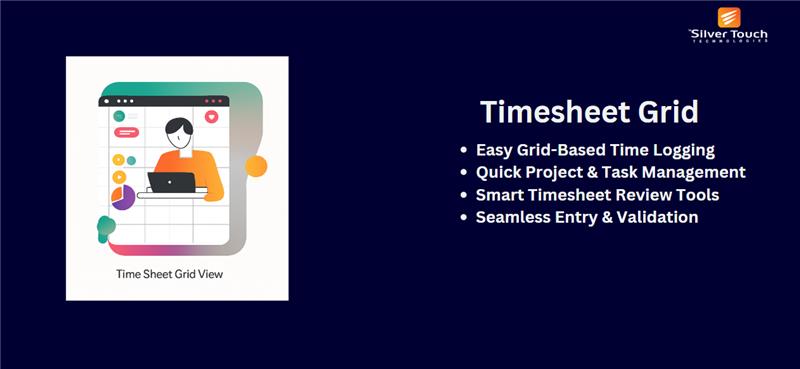 Silver Touch
TECHNOLOGIES
Timesheet Grid
Easy Grid-Based Time Logging
Quick Project & Task Management
Smart Timesheet Review Tools
Seamless Entry & Validation
Time Sheet Grid View